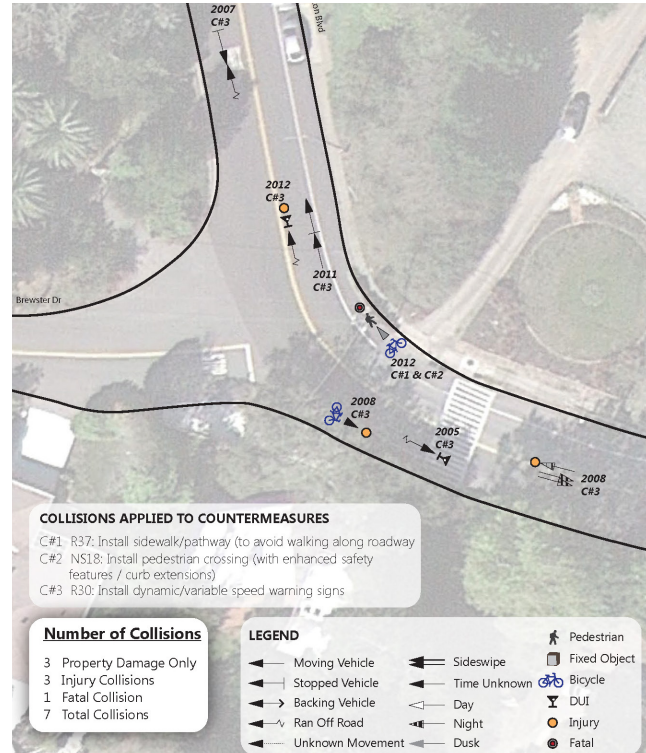 2007
C#3
on Blvd
2012
C#3
2011
C#3
Brewster Dr
2012
C#1 & C#2
2008
C#3
2005
C#3
2008
C#3
COLLISIONS APPLIED TO COUNTERMEASURES
C#1 R37: Install sidewalk/pathway (to avoid walking along roadway
C#2 NS18: Install pedestrian crossing (with enhanced safety
features / curb extensions)
C#3 R30: Install dynamic/variable speed warning signs
Number of Collisions
3 Property Damage Only
3 Injury Collisions
1 Fatal Collision
7 Total Collisions
LEGEND
Moving Vehicle
Stopped Vehicle
Backing Vehicle
Ran Off Road
Unknown Movement
Sideswipe
Time Unknown
Day
Night
Dusk
Pedestrian
Fixed Object
Bicycle
DUI
Injury
Fatal